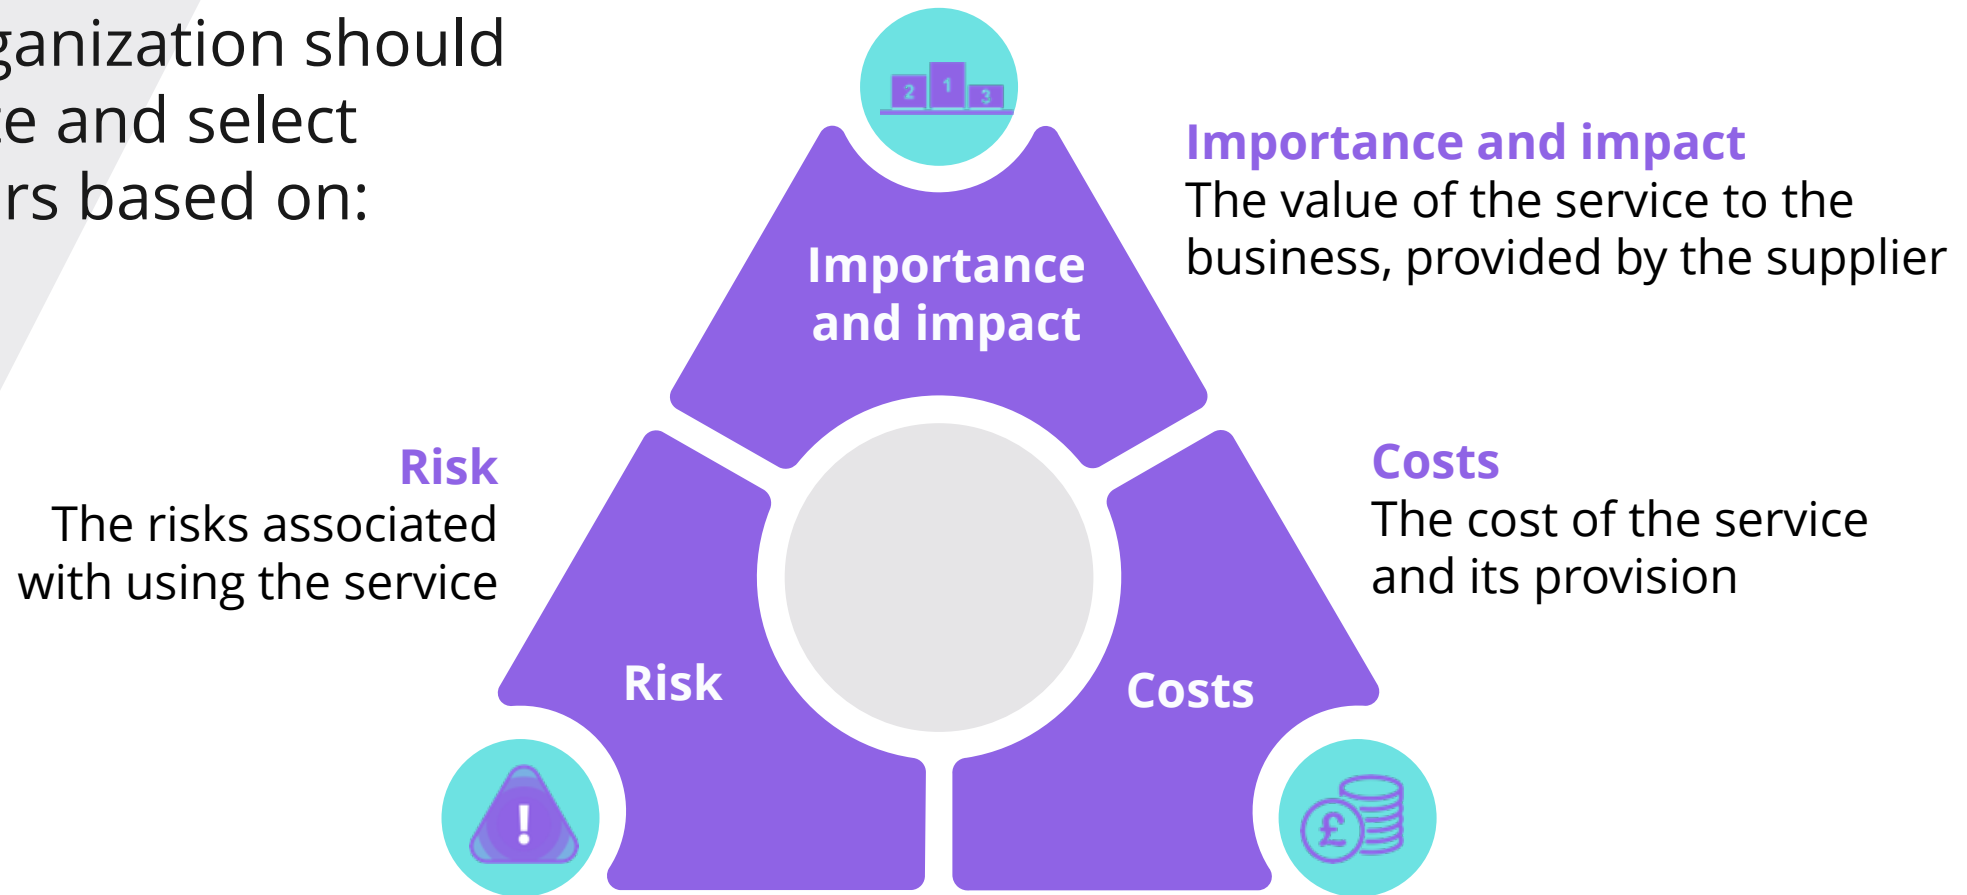 ganization should
te and select
rs based on:
2 1 3
Importance and impact
The value of the service to the
business, provided by the supplier
Importance
and impact
Risk
The risks associated
with using the service
Costs
The cost of the service
and its provision
Risk
Costs
!
£